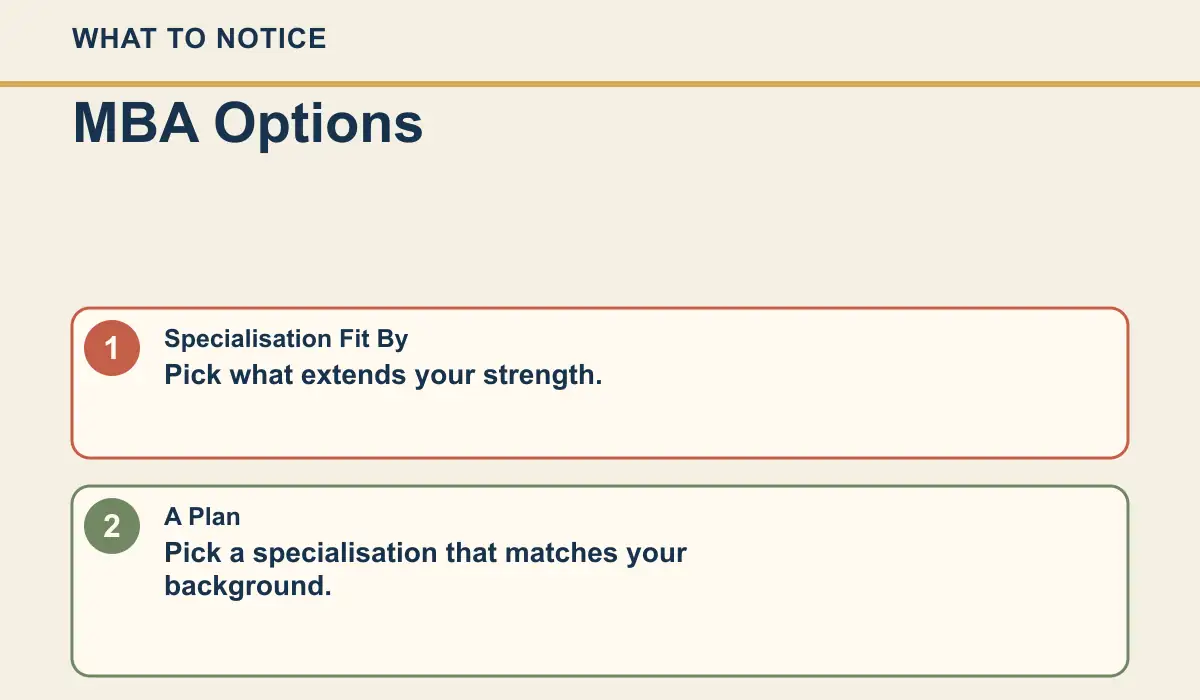 WHAT TO NOTICE
MBA Options
1
Specialisation Fit By
Pick what extends your strength.
2
A Plan
Pick a specialisation that matches your
background.